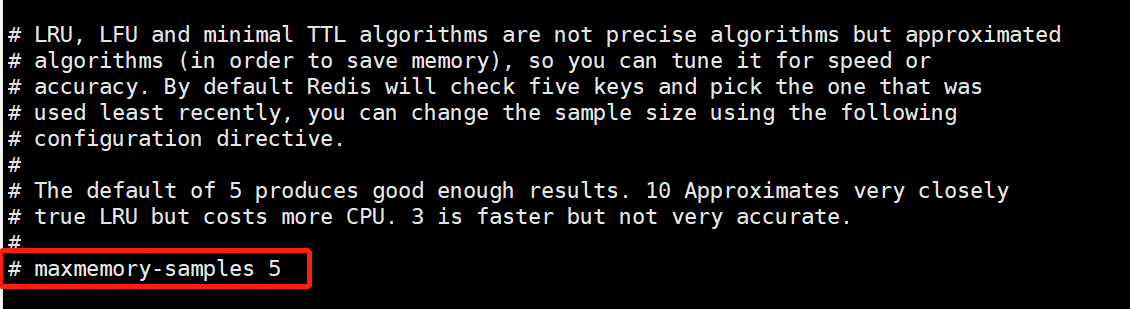 # LRU, LFU and minimal TTL algorithms are not precise algorithms but approximated
# algorithms (in order to save memory), so you can tune it for speed or
# accuracy. By default Redis will check five keys and pick the one that was
# used least recently, you can change the sample size using the following
# configuration directive.
#
# The default of 5 produces good enough results. 10 Approximates very closely
# true LRU but costs more CPU. 3 is faster but not very accurate.
#
# maxmemory-samples 5